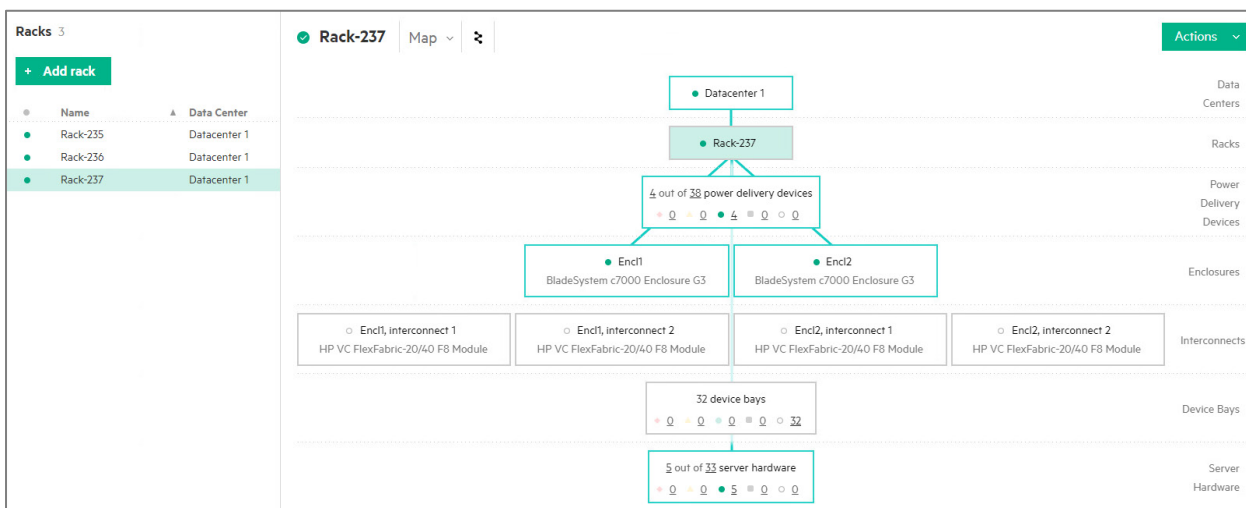 Racks 3
+ Add rack
Name Data Center
Rack-235 Datacenter 1
Rack-236 Datacenter 1
Rack-237 Datacenter 1
Rack-237 Map
Actions
Datacenter 1
Data
Centers
Rack-237
Racks
4 out of 38 power delivery devices
0 0 4 0 0
Power
Delivery
Devices
Encl1
BladeSystem c7000 Enclosure G3
Encl2
BladeSystem c7000 Enclosure G3
Enclosures
Encl1, interconnect 1
HP VC FlexFabric-20/40 F8 Module
Encl1, interconnect 2
HP VC FlexFabric-20/40 F8 Module
Encl2, interconnect 1
HP VC FlexFabric-20/40 F8 Module
Encl2, interconnect 2
HP VC FlexFabric-20/40 F8 Module
Interconnects
32 device bays
0 0 0 0 32
Device Bays
5 out of 33 server hardware
0 0 5 0 0
Server
Hardware